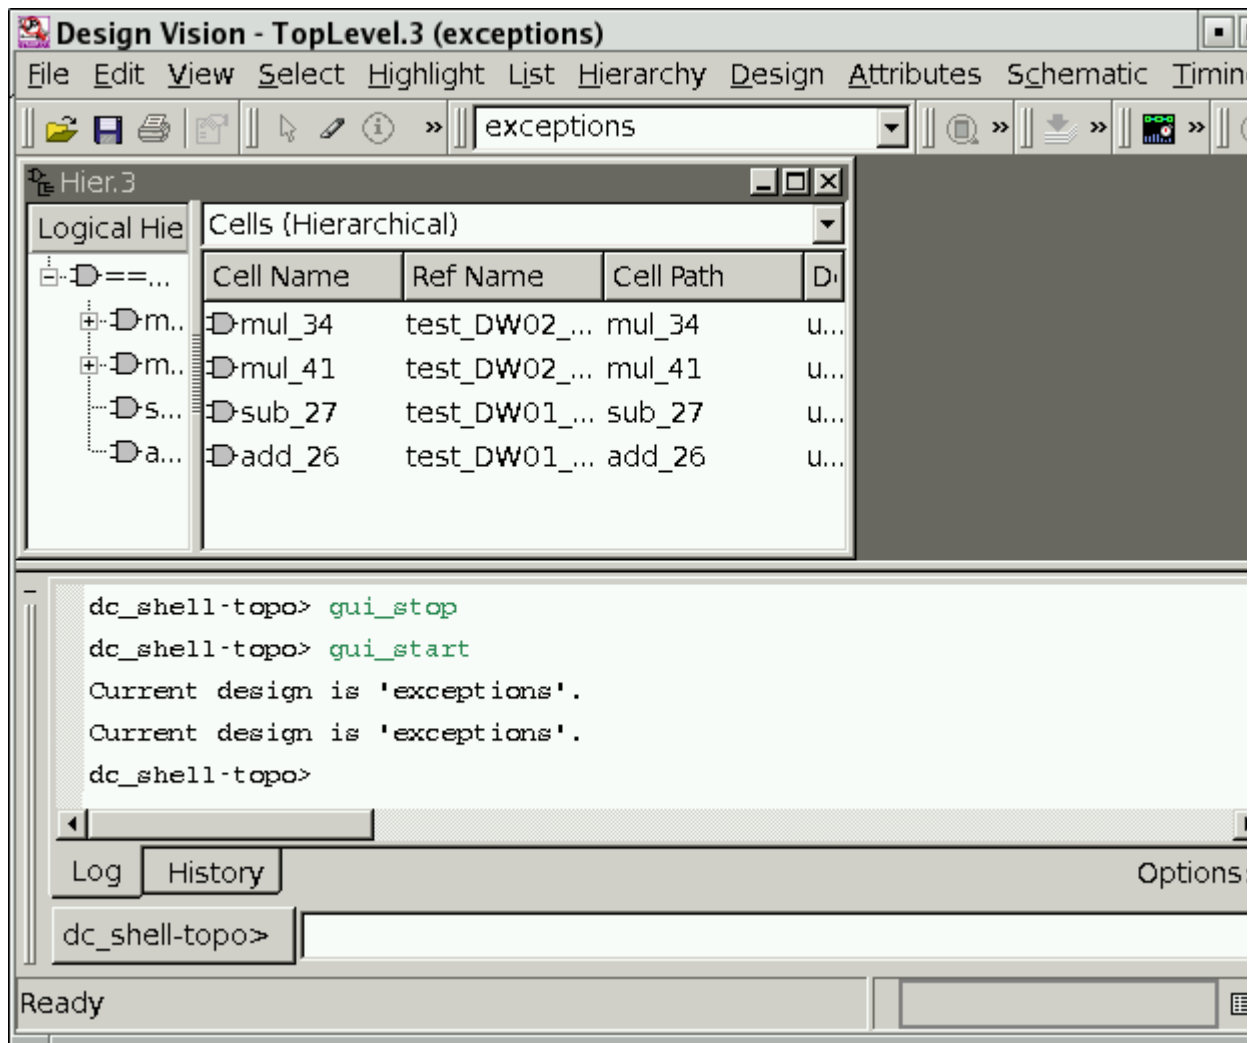 Design Vision - TopLevel.3 (exceptions)
File Edit View Select Highlight List Hierarchy Design Attributes Schematic Timin
» exceptions » » »
Hier.3
Logical Hie Cells (Hierarchical)
==... Cell Name Ref Name Cell Path D
m.. mul_34 test_DW02_... mul_34 u...
m.. mul_41 test_DW02_... mul_41 u...
s... sub_27 test_DW01_... sub_27 u...
a... add_26 test_DW01_... add_26 u...
dc_shell-topo> gui_stop
dc_shell-topo> gui_start
Current design is 'exceptions'.
Current design is 'exceptions'.
dc_shell-topo>
Log History Options:
dc_shell-topo>
Ready